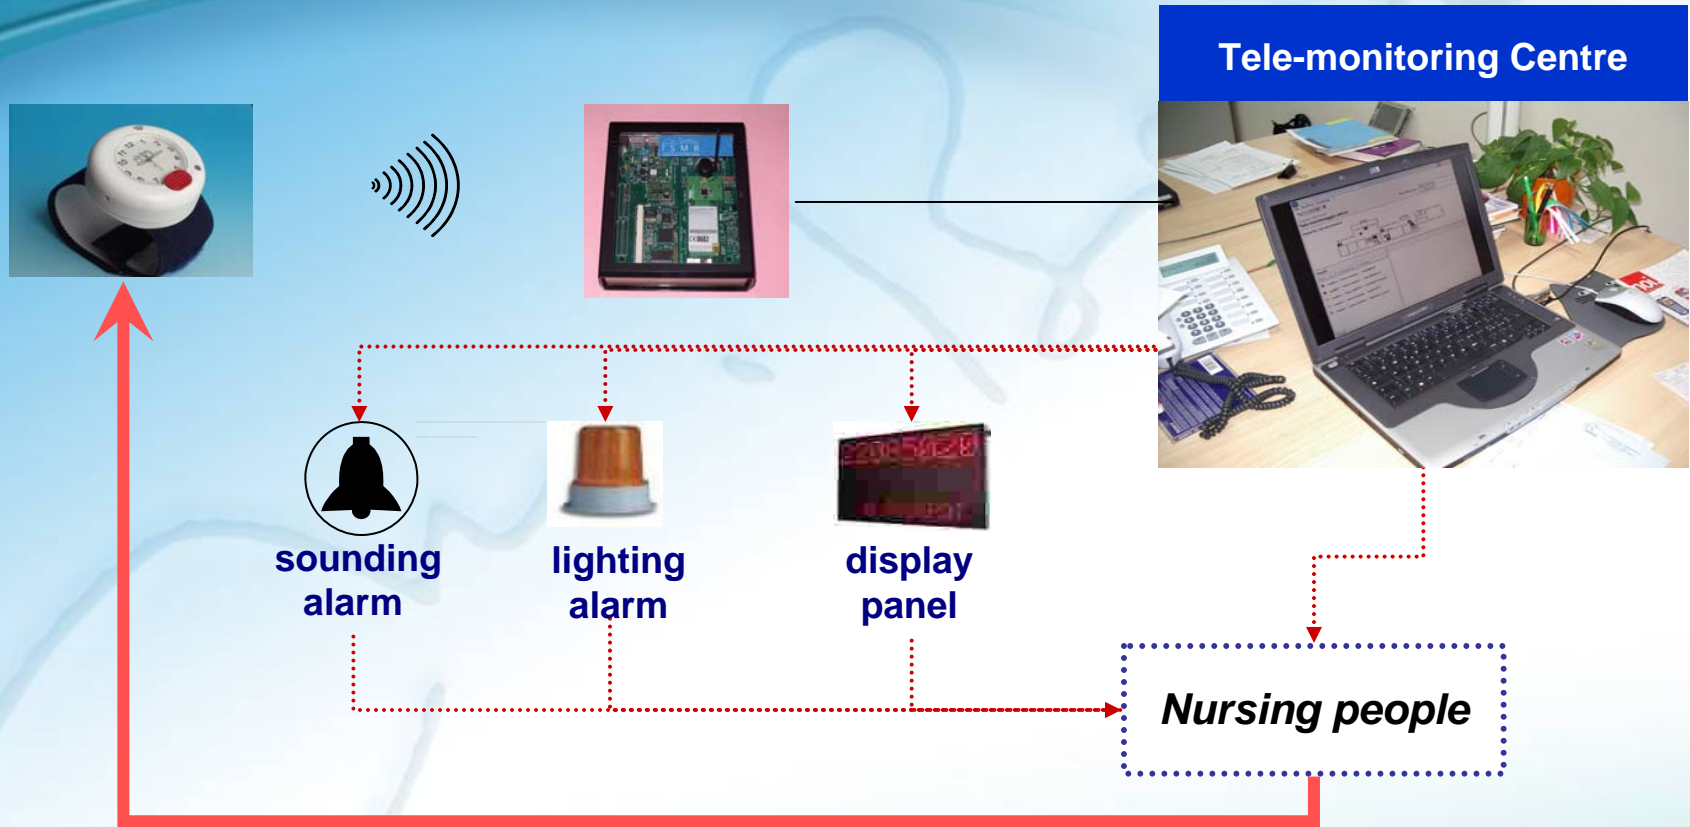 Tele-monitoring Centre
I S M B
sounding
alarm
lighting
alarm
display
panel
Nursing people